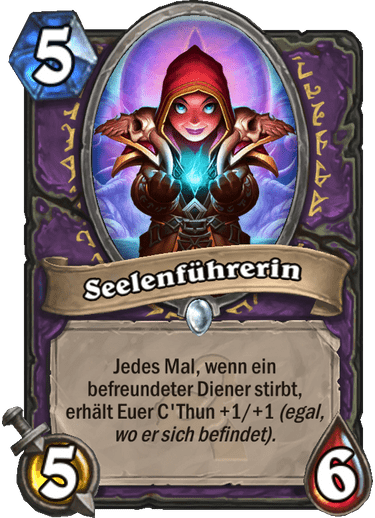 5
Seelenführerin
Jedes Mal, wenn ein
befreundeter Diener stirbt,
erhält Euer C'Thun +1/+1 (egal,
wo er sich befindet).
5
6